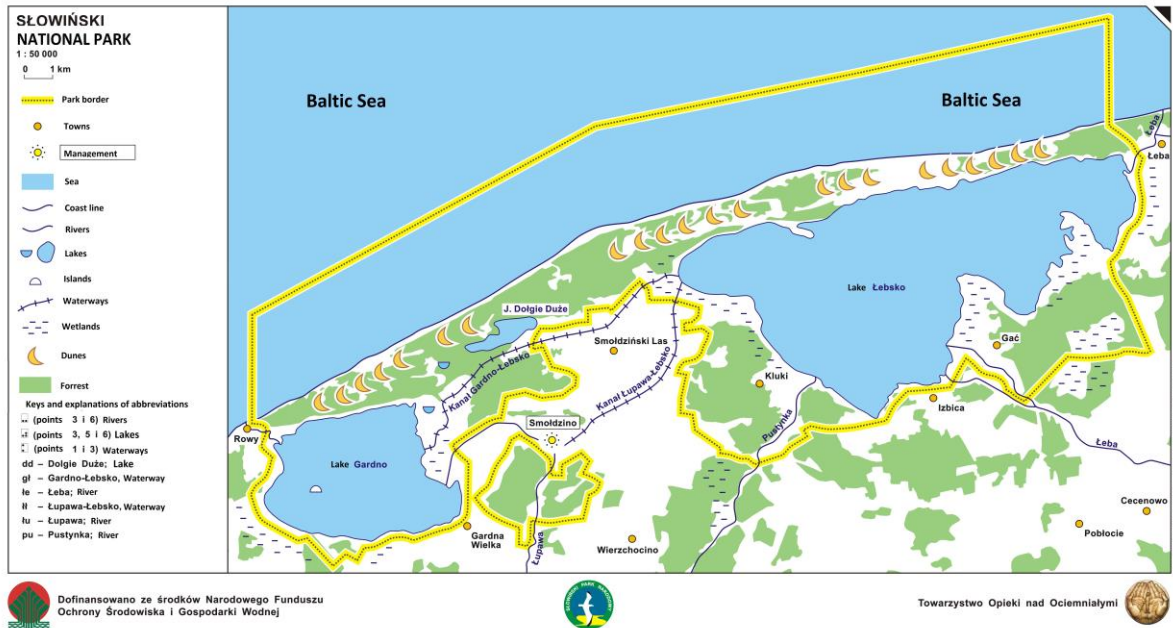 SŁOWIŃSKI
NATIONAL PARK
1 : 50 000
0 1 km
Park border
Towns
Management
Sea
Coast line
Rivers
Lakes
Islands
Waterways
Wetlands
Dunes
Forrest
Keys and explanations of abbreviations
(points 3 i 6) Rivers
(points 3, 5 i 6) Lakes
(points 1 i 3) Waterways
dd – Dolgie Duże; Lake
gł – Gardno-Łebsko, Waterway
łe – Łeba; River
łł – Łupawa-Łebsko, Waterway
łu – Łupawa; River
pu – Pustynka; River
Baltic Sea
Baltic Sea
Łeba
Łeba
Lake Łebsko
J. Dołgie Duże
Smołdziński Las
Gać
Kanał Gardno-Łebsko
Kanał Łupawa-Łebsko
Kluki
Izbica
Rowy
Smołdzino
Pustynka
Łeba
Lake Gardno
Cecenowo
Gardna
Wielka
Wierzchocino
Pobłocie
Łupawa
Dofinansowano ze środków Narodowego Funduszu
Ochrony Środowiska i Gospodarki Wodnej
SŁOWIŃSKI PARK NARODOWY
Towarzystwo Opieki nad Ociemniałymi